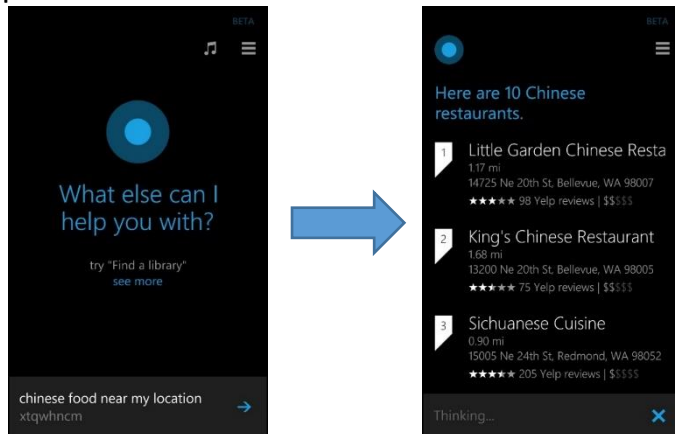 BETA
What else can I
help you with?
try "Find a library"
see more
chinese food near my location
xtqwhncm
BETA
Here are 10 Chinese
restaurants.
1
Little Garden Chinese Resta
1.17 mi
14725 Ne 20th St, Bellevue, WA 98007
★★★★★ 98 Yelp reviews | $$$$$
2
King's Chinese Restaurant
1.68 mi
13200 Ne 20th St. Bellevue, WA 98005
★★★★★ 75 Yelp reviews | $$$$$
3
Sichuanese Cuisine
0.90 mi
15005 Ne 24th St, Redmond, WA 98052
★★★★★ 205 Yelp reviews | $$$$$
Thinking...